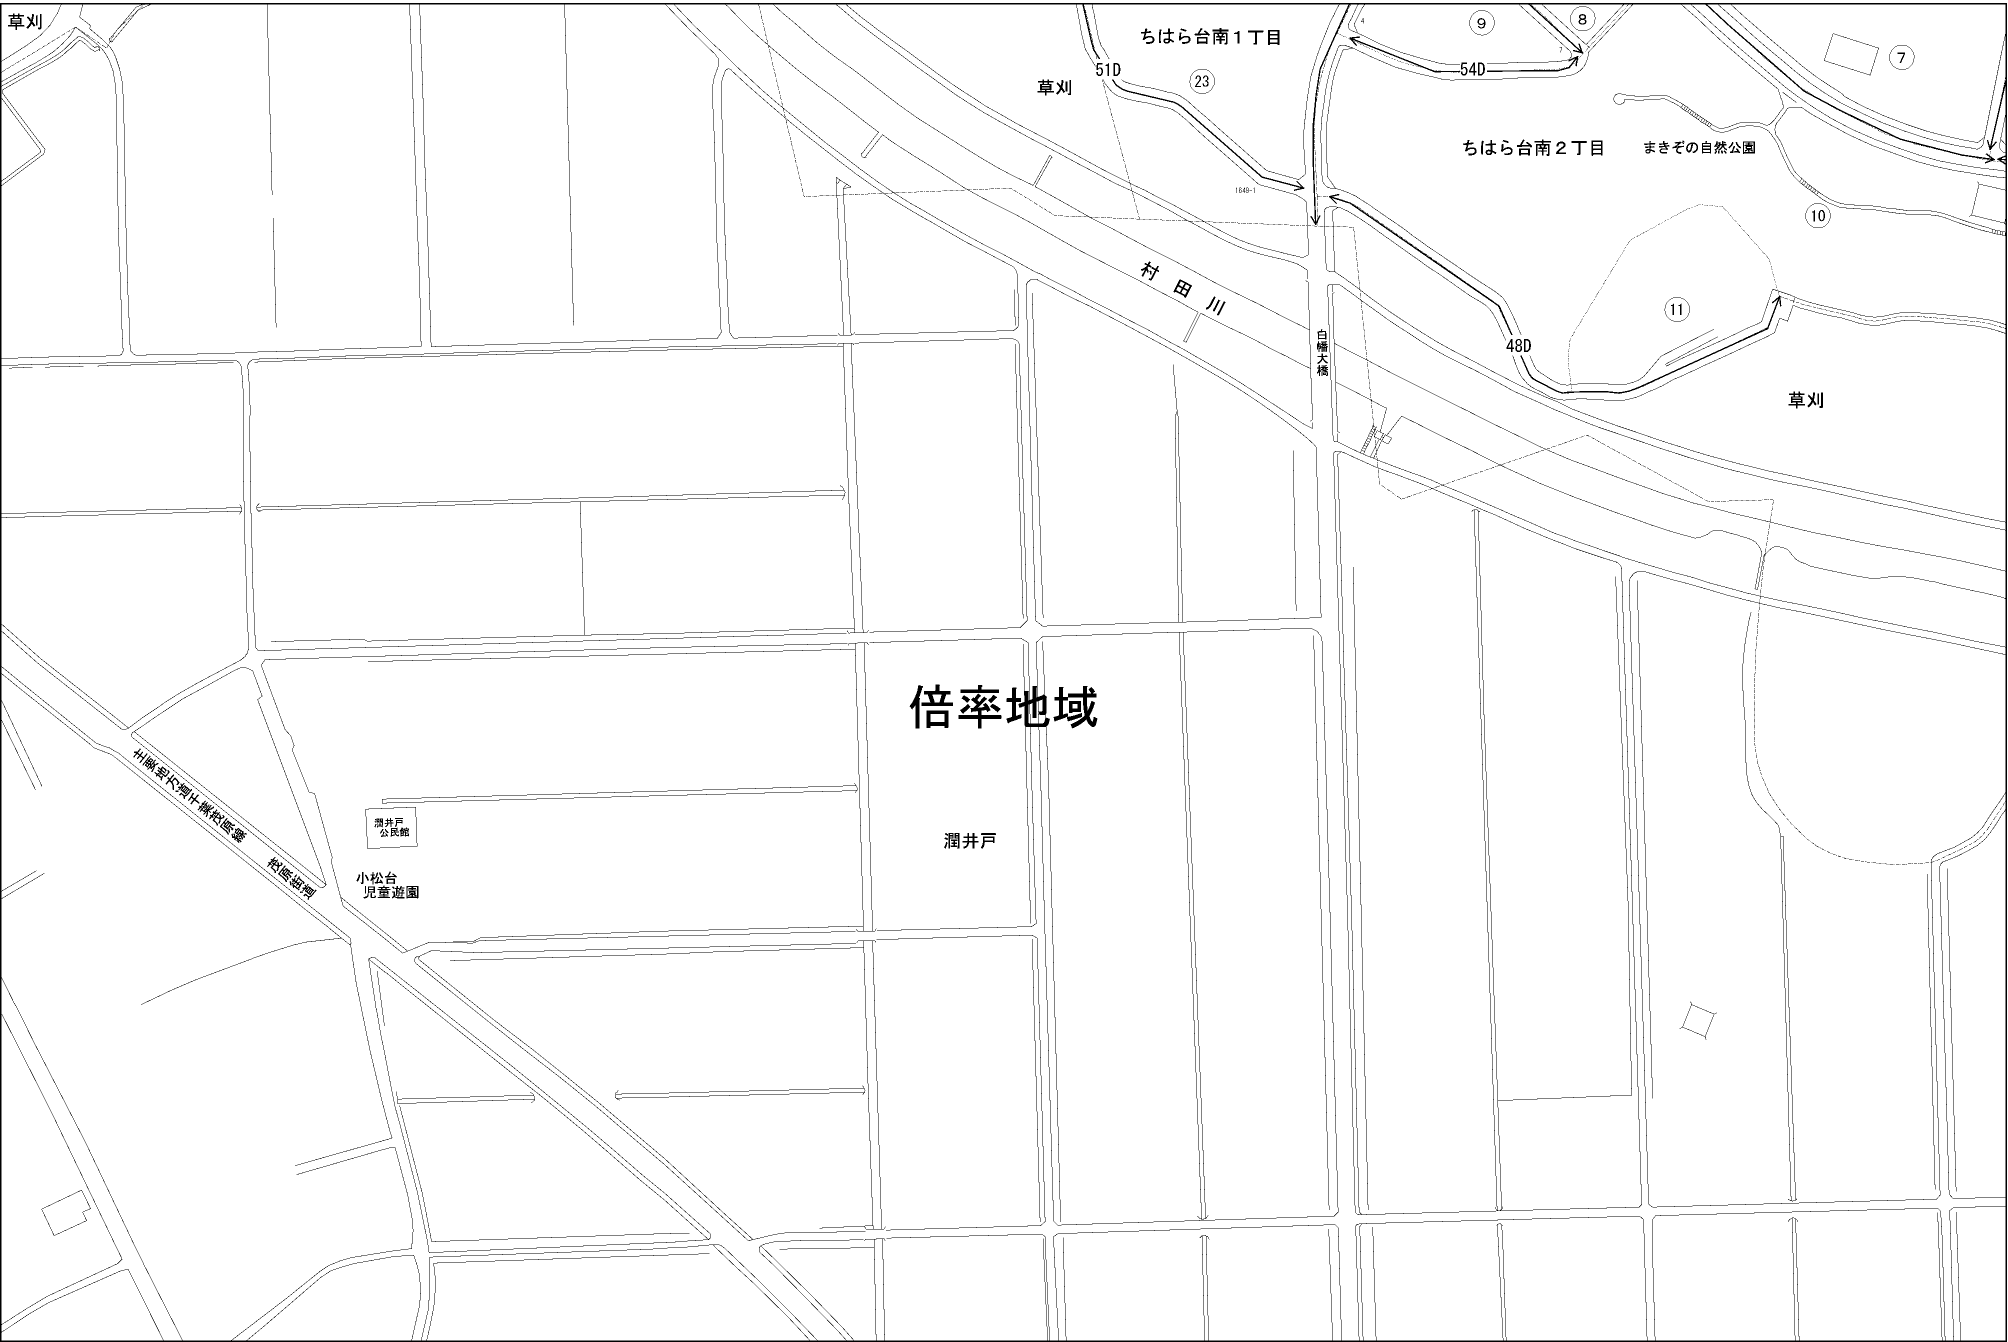 草刈
ちはら台南1丁目
4
9
8
7
7
51D
54D
草刈
23
ちはら台南2丁目
まきぞの自然公園
1649-1
10
村田川
11
白幡大橋
48D
草刈
倍率地域
主要地方道千葉茂原線 茂原街道
潤井戸
公民館
潤井戸
小松台
児童遊園